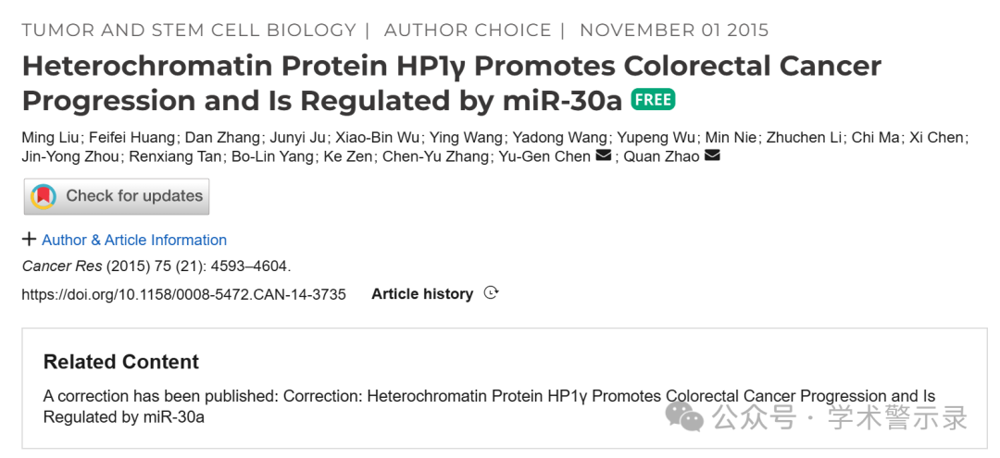 TUMOR AND STEM CELL BIOLOGY | AUTHOR CHOICE | NOVEMBER 01 2015
Heterochromatin Protein HP1γ Promotes Colorectal Cancer
Progression and Is Regulated by miR-30a FREE
Ming Liu; Feifei Huang; Dan Zhang; Junyi Ju; Xiao-Bin Wu; Ying Wang; Yadong Wang; Yupeng Wu; Min Nie; Zhuchen Li; Chi Ma; Xi Chen;
Jin-Yong Zhou; Renxiang Tan; Bo-Lin Yang; Ke Zen; Chen-Yu Zhang; Yu-Gen Chen ; Quan Zhao
Check for updates
+ Author & Article Information
Cancer Res (2015) 75 (21): 4593–4604.
https://doi.org/10.1158/0008-5472.CAN-14-3735 Article history
Related Content
A correction has been published: Correction: Heterochromatin Protein HP1γ Promotes Colorectal Cancer Progression and Is
Regulated by miR-30a
公众号 · 学术警示录